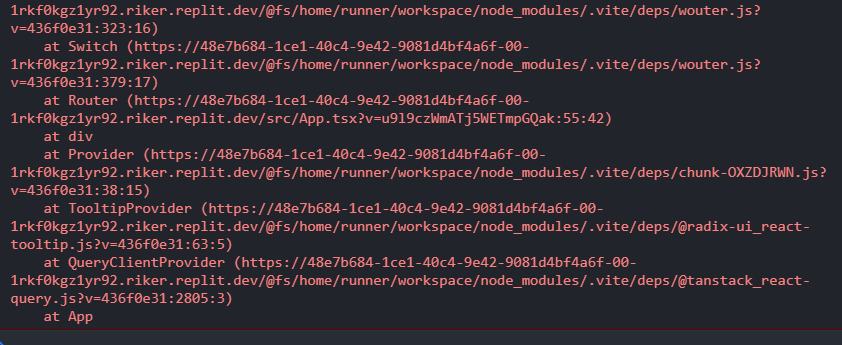 1rkf0kgz1yr92.riker.replit.dev/@fs/home/runner/workspace/node_modules/.vite/deps/wouter.js?
v=436f0e31:323:16)
at Switch (https://48e7b684-1ce1-40c4-9e42-9081d4bf4a6f-00-
1rkf0kgz1yr92.riker.replit.dev/@fs/home/runner/workspace/node_modules/.vite/deps/wouter.js?
v=436f0e31:379:17)
at Router (https://48e7b684-1ce1-40c4-9e42-9081d4bf4a6f-00-
1rkf0kgz1yr92.riker.replit.dev/src/App.tsx?v=u9l9czWmATj5WETmpGQak:55:42)
at div
at Provider (https://48e7b684-1ce1-40c4-9e42-9081d4bf4a6f-00-
1rkf0kgz1yr92.riker.replit.dev/@fs/home/runner/workspace/node_modules/.vite/deps/chunk-OXZDJRWN.js?
v=436f0e31:38:15)
at TooltipProvider (https://48e7b684-1ce1-40c4-9e42-9081d4bf4a6f-00-
1rkf0kgz1yr92.riker.replit.dev/@fs/home/runner/workspace/node_modules/.vite/deps/@radix-ui_react-
tooltip.js?v=436f0e31:63:5)
at QueryClientProvider (https://48e7b684-1ce1-40c4-9e42-9081d4bf4a6f-00-
1rkf0kgz1yr92.riker.replit.dev/@fs/home/runner/workspace/node_modules/.vite/deps/@tanstack_react-
query.js?v=436f0e31:2805:3)
at App